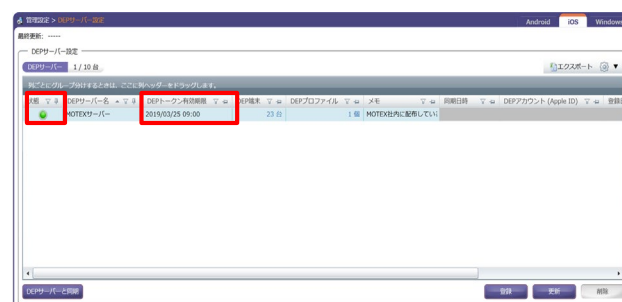 管理設定 > DEPサーバー設定
Android iOS Windows
最終更新: -----
DEPサーバー設定
DEPサーバー 1 / 10 台
エクスポート
列ごとにグループ分けするときは、ここに列ヘッダーをドラッグします。
状態 DEPサーバー名 DEPトークン有効期限 DEP端末 DEPプロファイル メモ 同期日時 DEPアカウント (Apple ID)
MOTEXサーバー 2019/03/25 09:00 23 台 1 個 MOTEX社内に配布してい
DEPサーバーと同期 登録 更新 削除